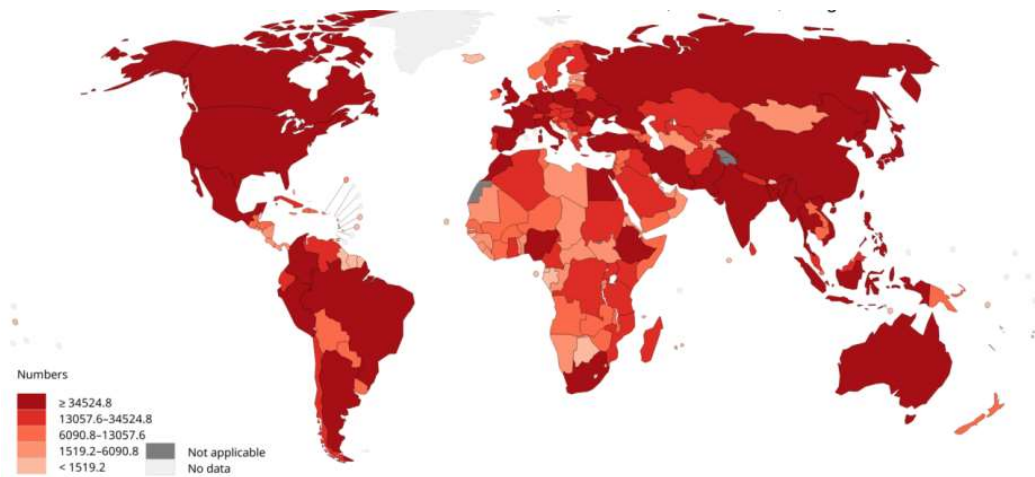 Numbers
≥ 34524.8
13057.6–34524.8
6090.8–13057.6
1519.2–6090.8
< 1519.2
Not applicable
No data